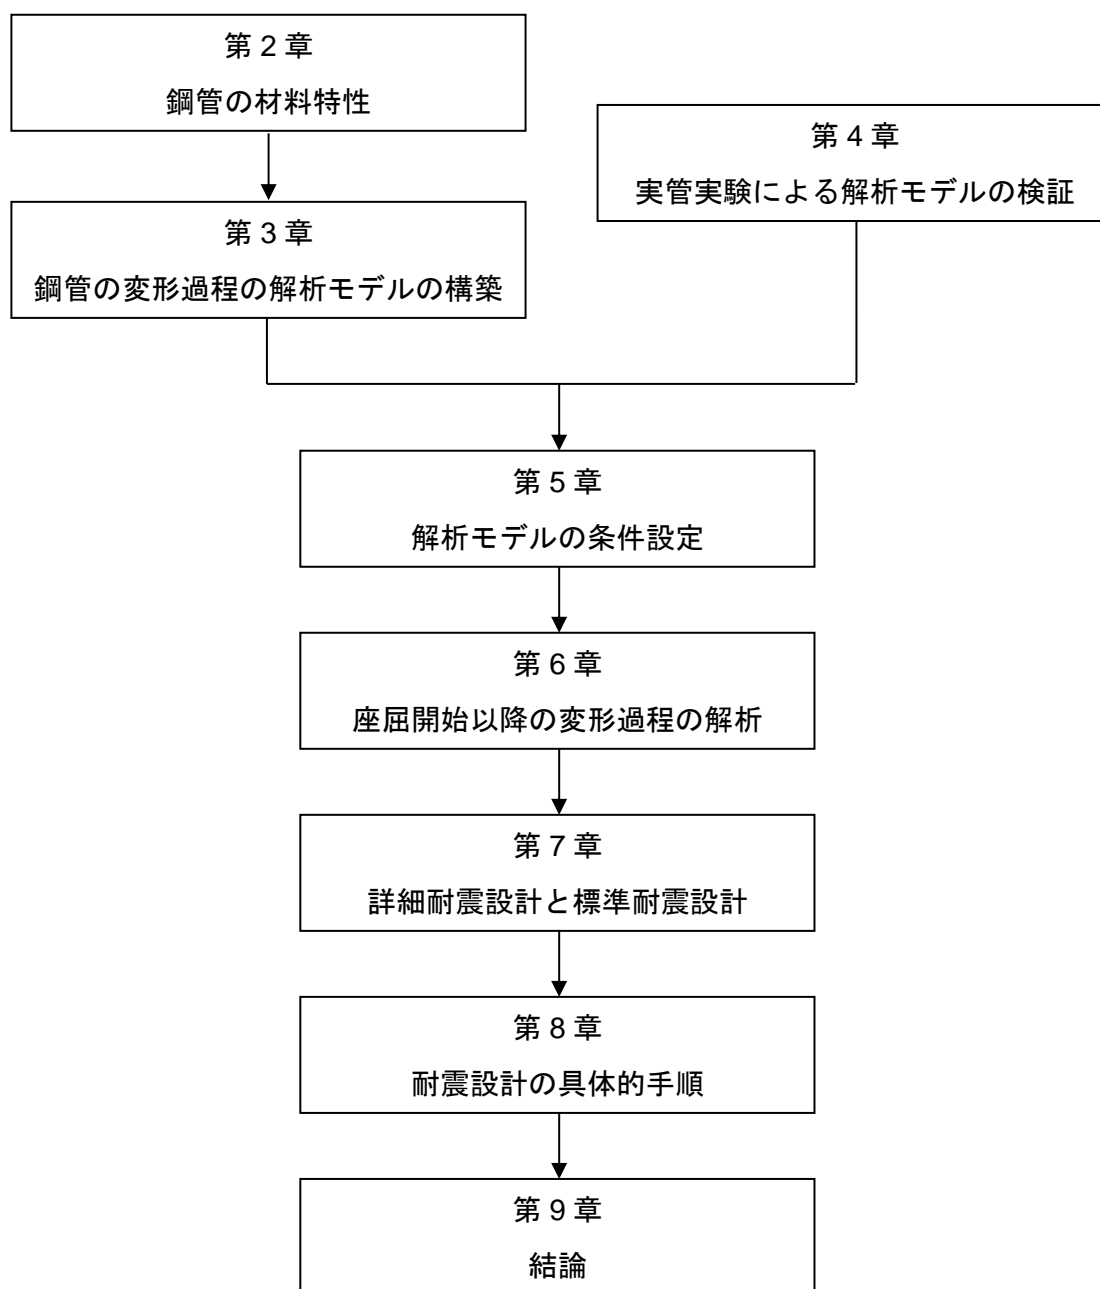 第 2 章
鋼管の材料特性
第 3 章
鋼管の変形過程の解析モデルの構築
第 4 章
実管実験による解析モデルの検証
第 5 章
解析モデルの条件設定
第 6 章
座屈開始以降の変形過程の解析
第 7 章
詳細耐震設計と標準耐震設計
第 8 章
耐震設計の具体的手順
第 9 章
結論